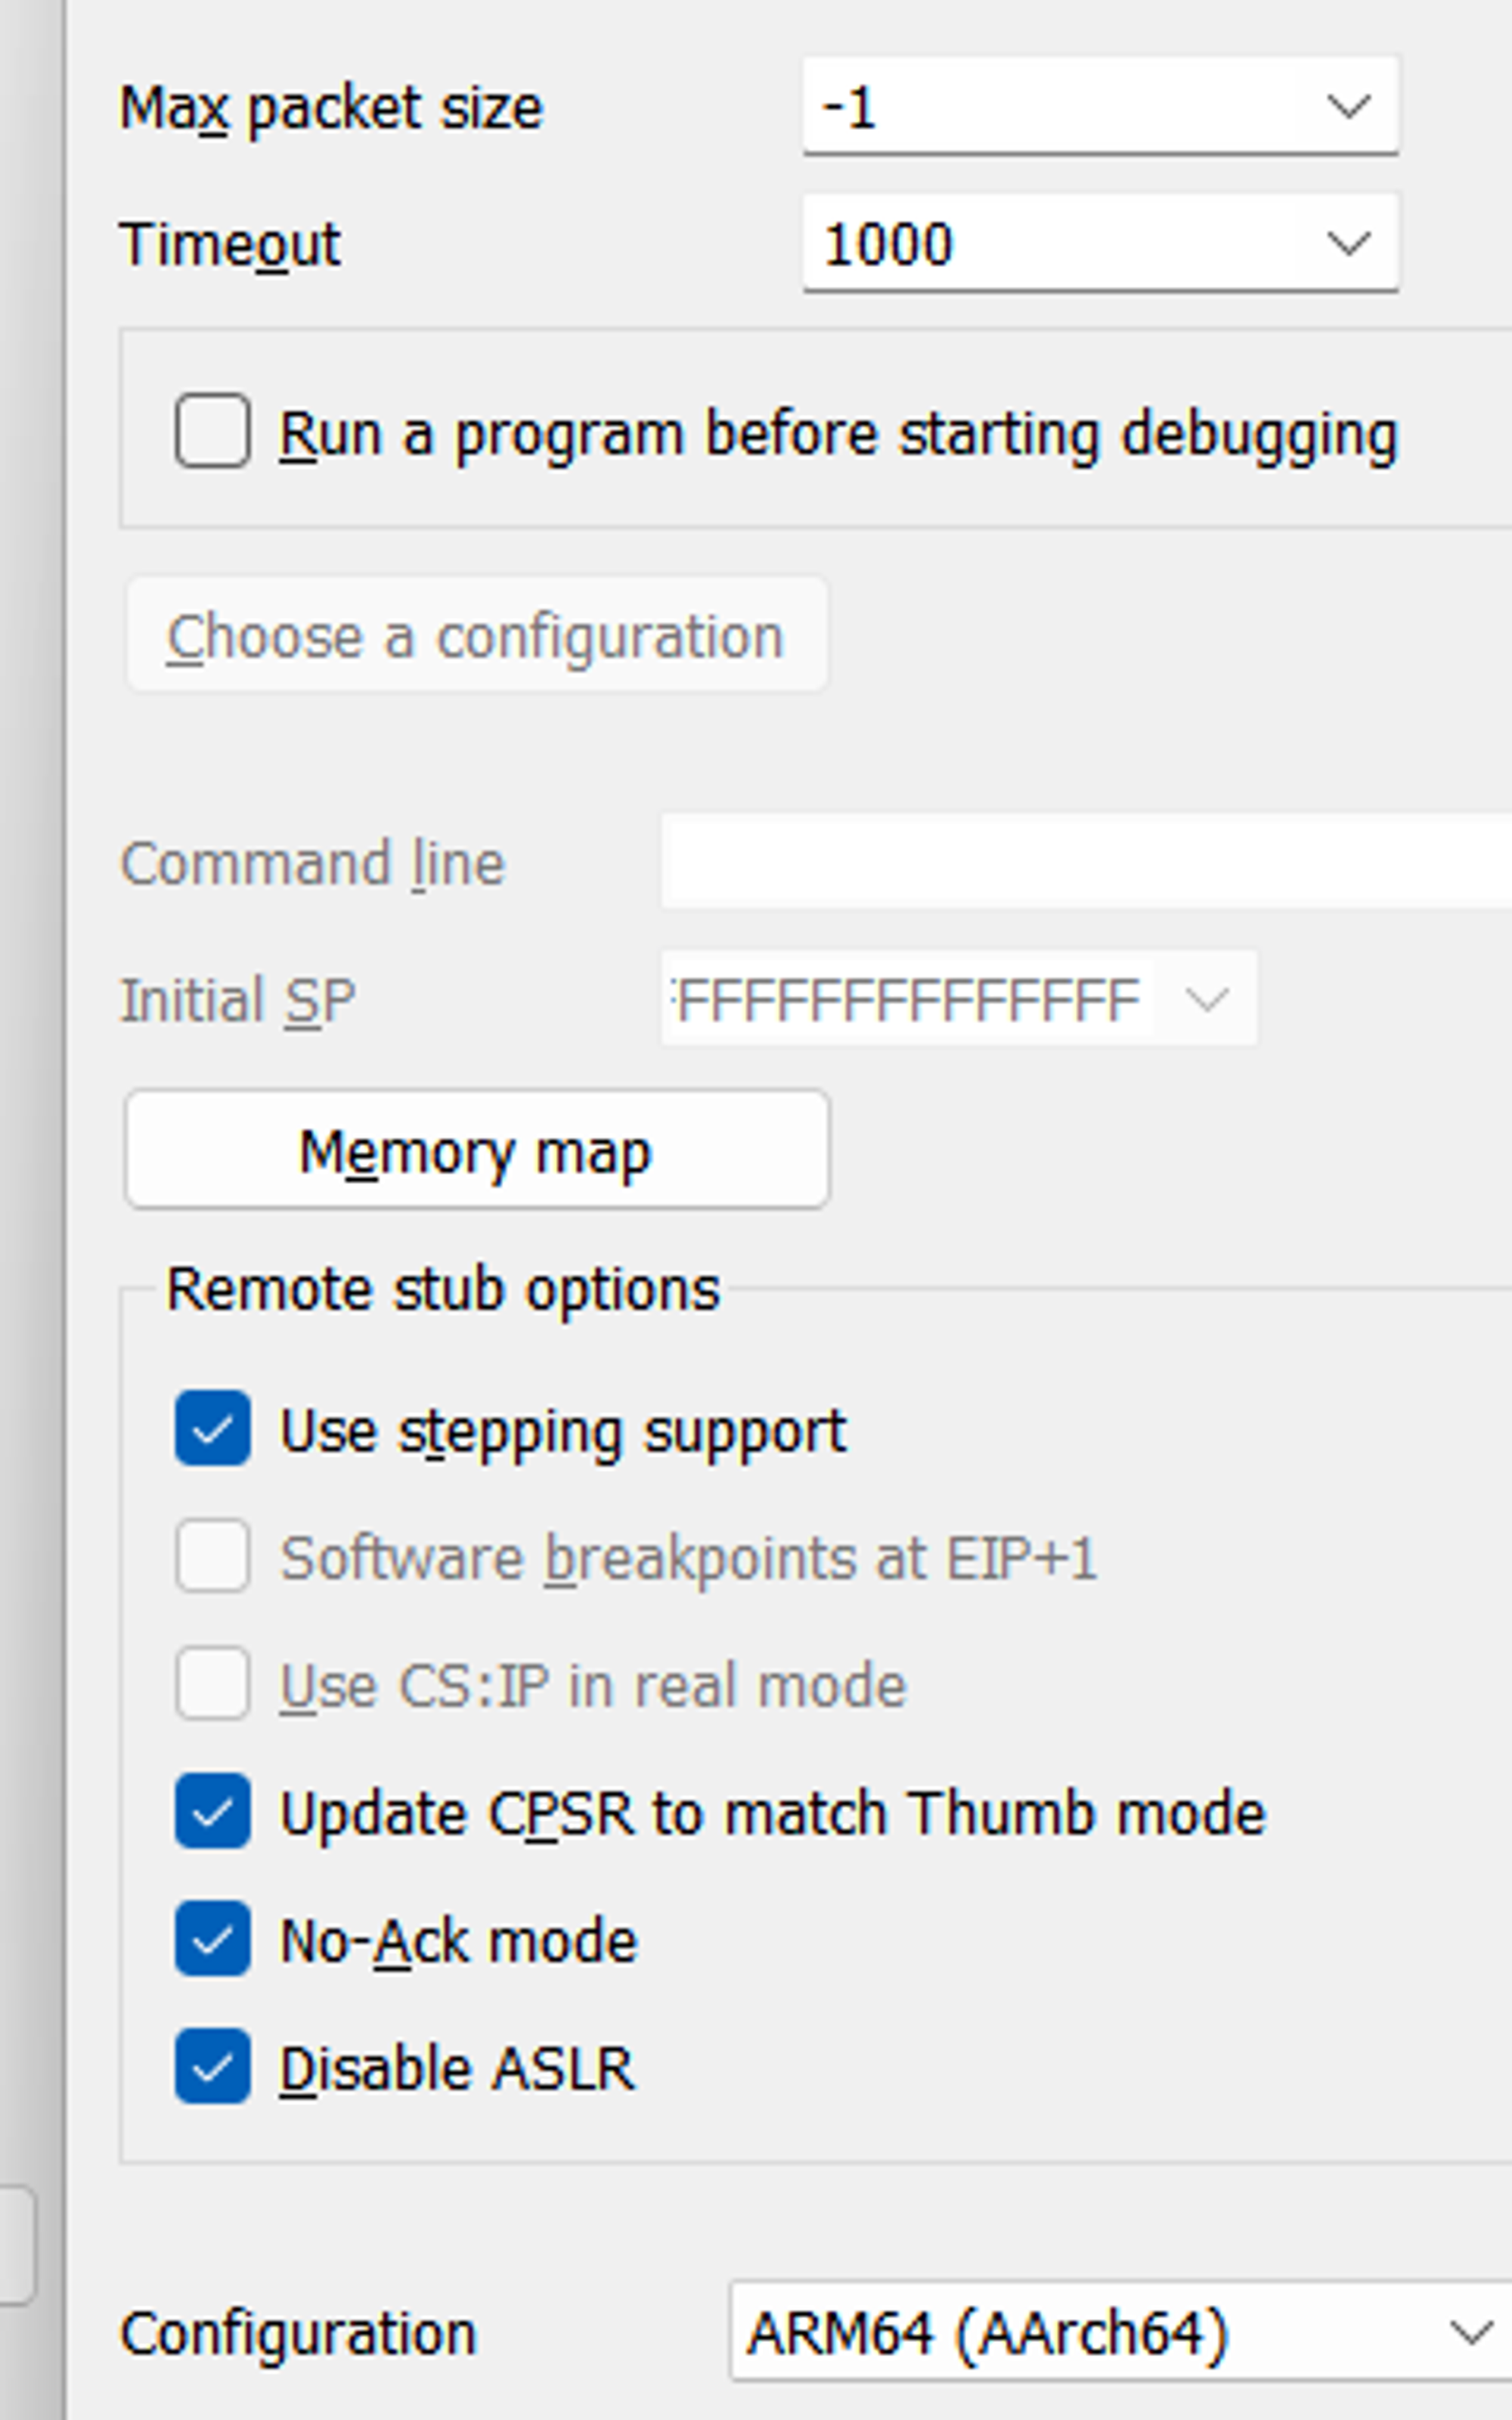 Max packet size -1
Timeout 1000
Run a program before starting debugging
Choose a configuration
Command line
Initial SP FFFFFFFFFFFFFF
Memory map
Remote stub options
Use stepping support
Software breakpoints at EIP+1
Use CS:IP in real mode
Update CPSR to match Thumb mode
No-Ack mode
Disable ASLR
Configuration ARM64 (AArch64)